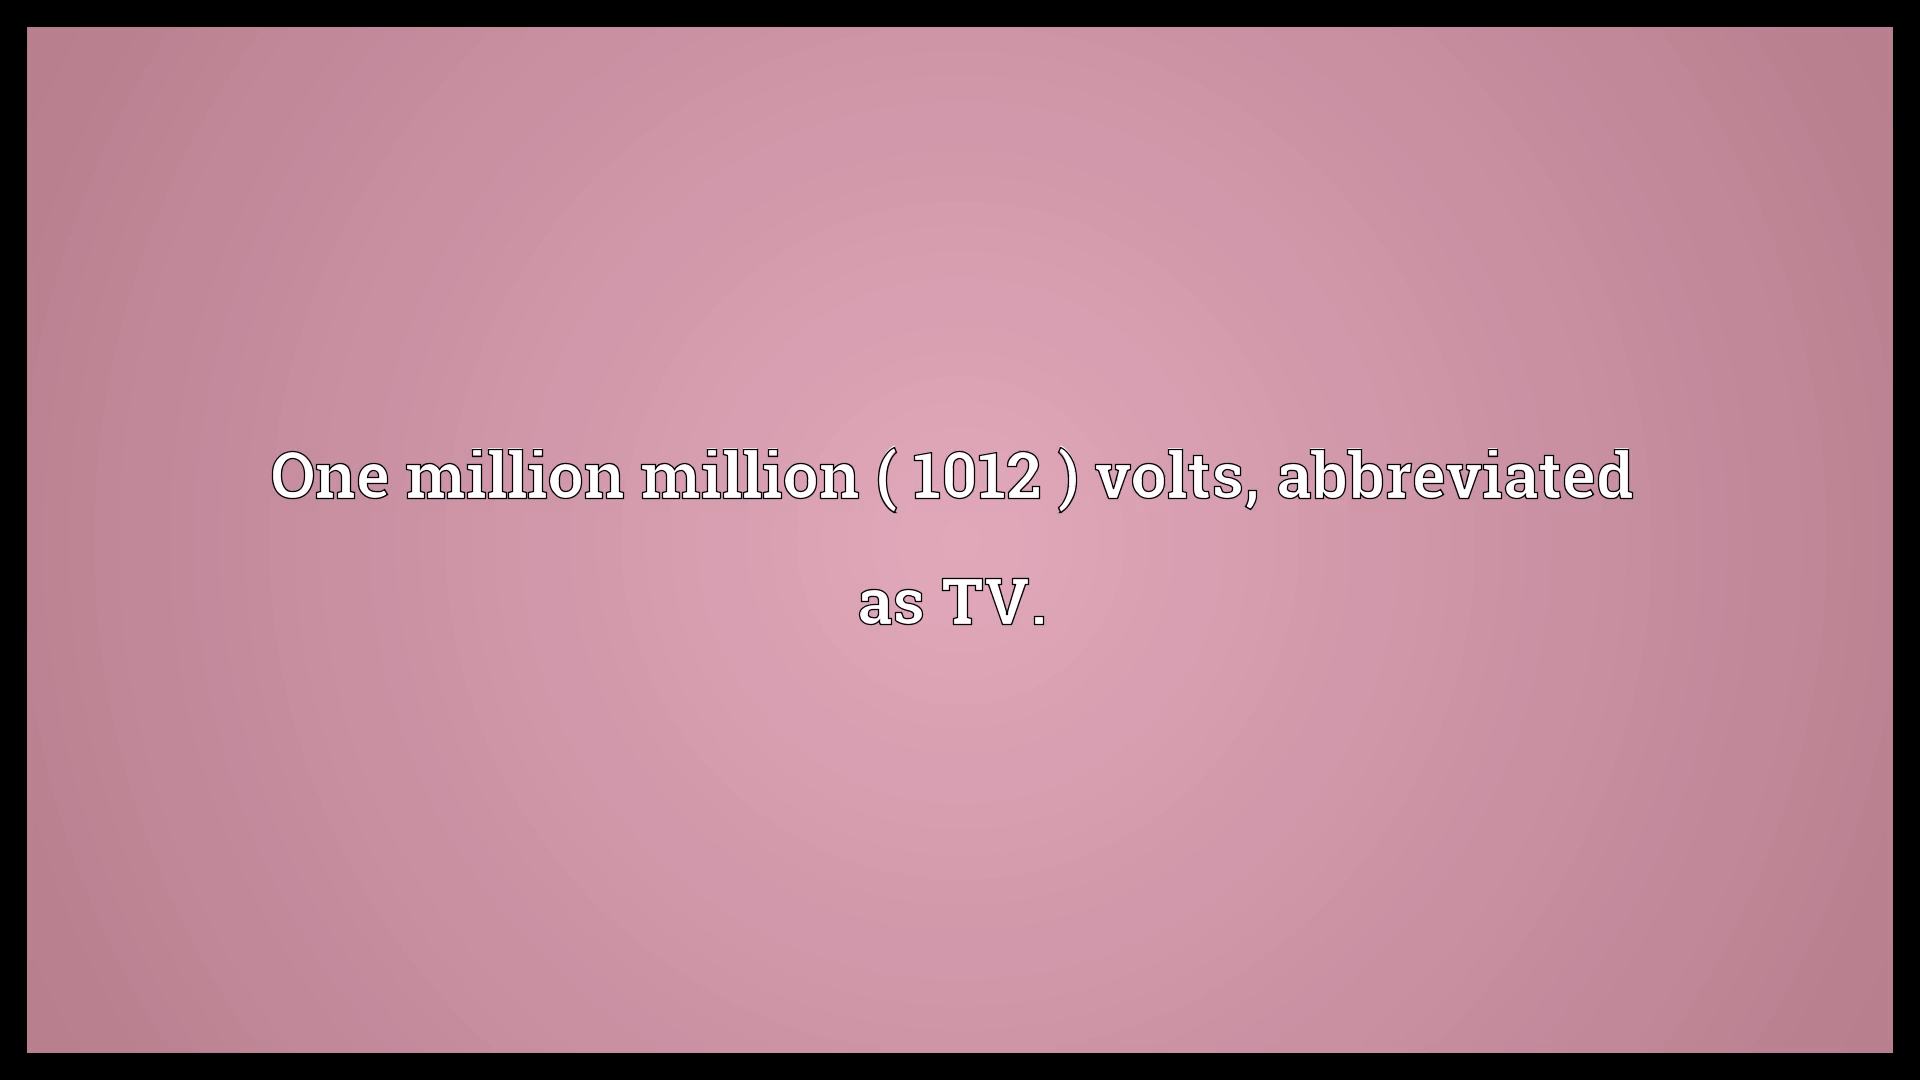 One million million ( 1012 ) volts, abbreviated
as TV.